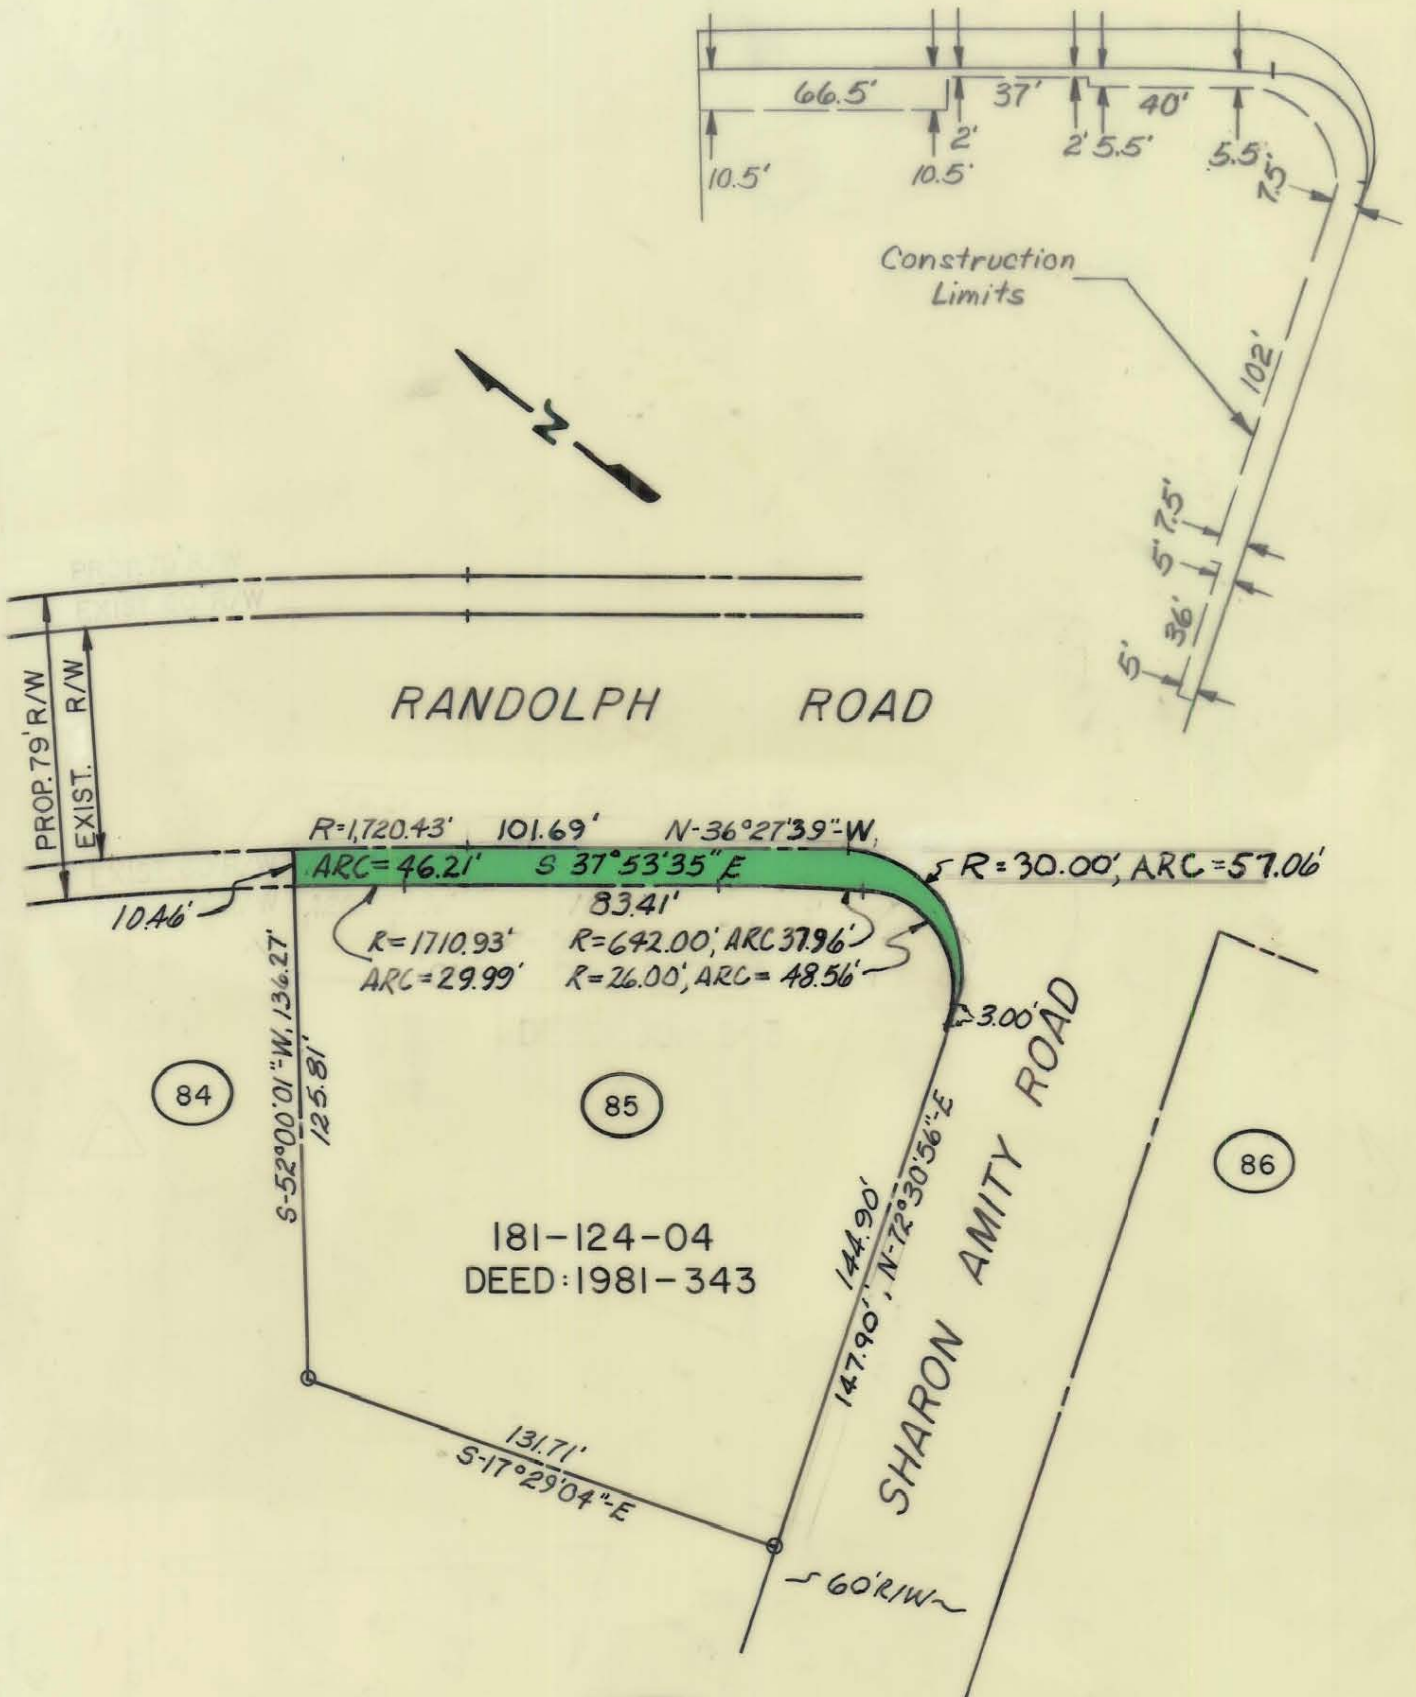 66.5'
37'
40'
10.5'
10.5'
2'
2'
5.5'
5.5'
7.5'
Construction
Limits
102'
7.5'
5'
36'
5'
N
PROP. 79' R/W
EXIST. R/W
RANDOLPH ROAD
R=1,720.43' 101.69' N-36°27'39"-W
ARC=46.21' S 37°53'35" E
R=30.00', ARC=57.06'
10.46'
83.41'
R=1710.93'
ARC=29.99'
R=642.00', ARC 37.96'
R=26.00', ARC=48.56'
3.00'
S-52°00'01"-W, 136.27'
125.81'
84
85
86
181-124-04
DEED:1981-343
144.90'
147.90', N-72°30'56"-E
SHARON AMITY ROAD
131.71'
S-17°29'04"-E
60'R/W